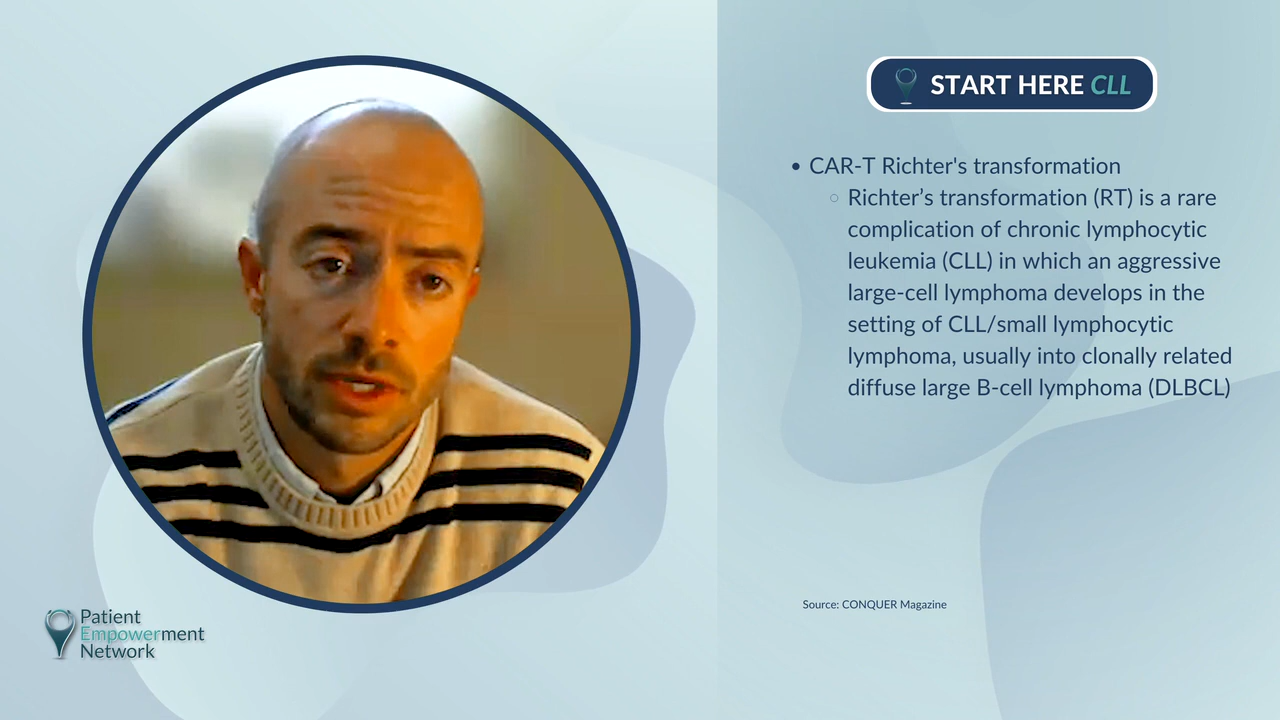 START HERE CLL
• CAR-T Richter's transformation
○ Richter’s transformation (RT) is a rare
complication of chronic lymphocytic
leukemia (CLL) in which an aggressive
large-cell lymphoma develops in the
setting of CLL/small lymphocytic
lymphoma, usually into clonally related
diffuse large B-cell lymphoma (DLBCL)
Source: CONQUER Magazine
Patient
Empowerment
Network